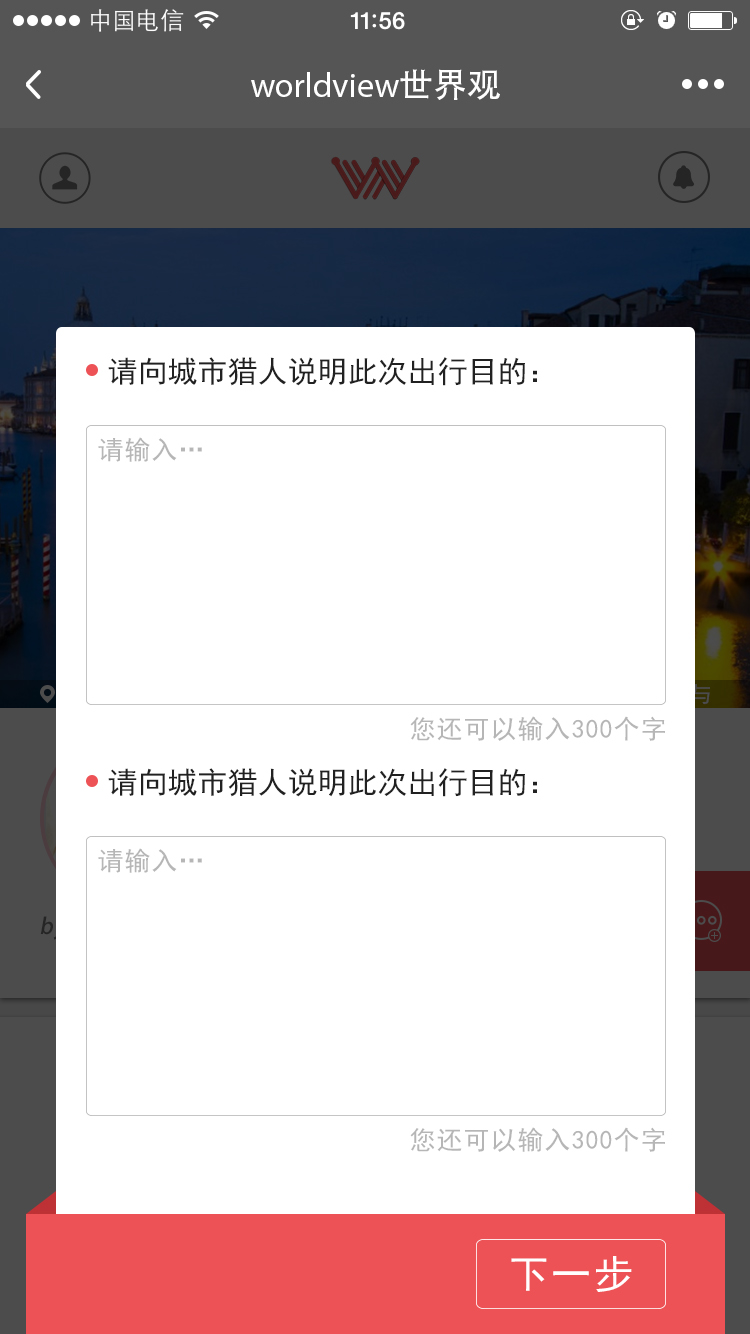 中国电信 11:56
worldview世界观
请向城市猎人说明此次出行目的：
请输入…
您还可以输入300个字
与
请向城市猎人说明此次出行目的：
请输入…
b
您还可以输入300个字
下一步